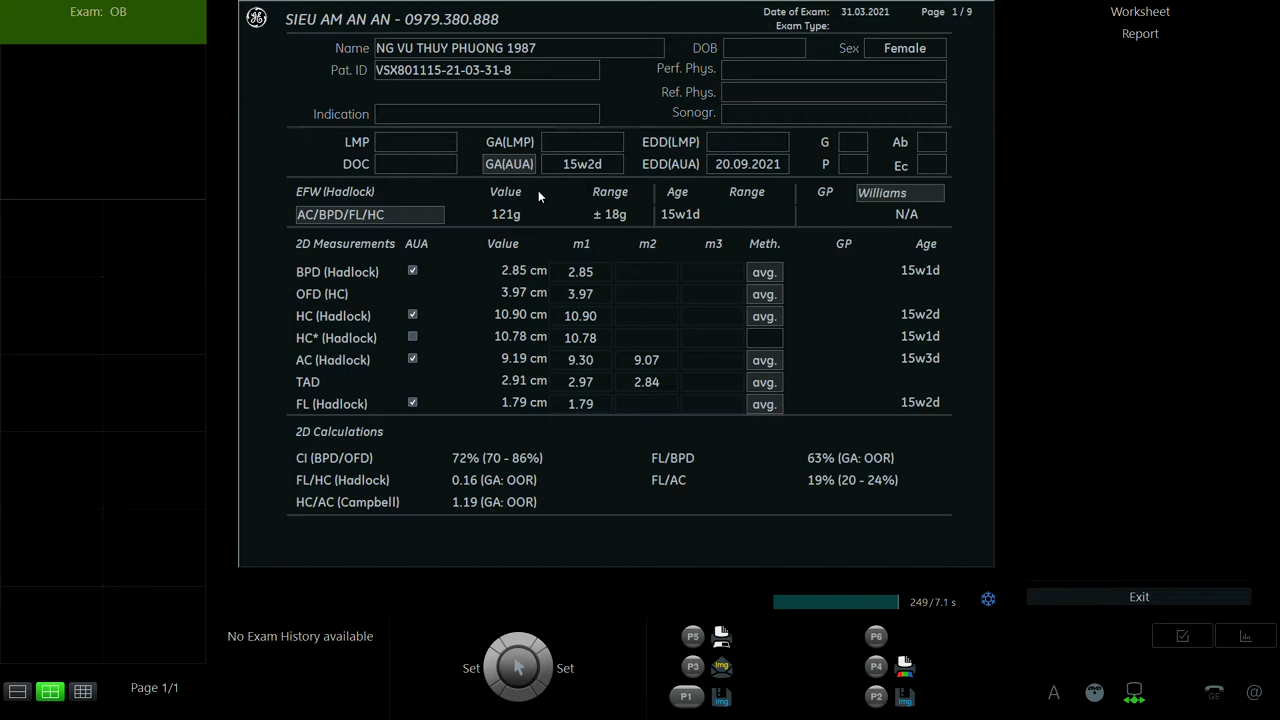 Exam: OB
SIEU AM AN AN - 0979.380.888
Date of Exam: 31.03.2021 Page 1 / 9
Exam Type:
Name NG VU THUY PHUONG 1987 DOB Sex Female
Pat. ID VSX801115-21-03-31-8 Perf. Phys.
Ref. Phys.
Indication Sonogr.
LMP GA(LMP) EDD(LMP) G Ab
DOC GA(AUA) 15w2d EDD(AUA) 20.09.2021 P Ec
EFW (Hadlock) Value Range Age Range GP Williams
AC/BPD/FL/HC 121g ± 18g 15w1d N/A
2D Measurements AUA Value m1 m2 m3 Meth. GP Age
BPD (Hadlock) 2.85 cm 2.85 avg. 15w1d
OFD (HC) 3.97 cm 3.97 avg.
HC (Hadlock) 10.90 cm 10.90 avg. 15w2d
HC* (Hadlock) 10.78 cm 10.78 15w1d
AC (Hadlock) 9.19 cm 9.30 9.07 avg. 15w3d
TAD 2.91 cm 2.97 2.84 avg.
FL (Hadlock) 1.79 cm 1.79 avg. 15w2d
2D Calculations
CI (BPD/OFD) 72% (70 - 86%) FL/BPD 63% (GA: OOR)
FL/HC (Hadlock) 0.16 (GA: OOR) FL/AC 19% (20 - 24%)
HC/AC (Campbell) 1.19 (GA: OOR)
Worksheet
Report
249/7.1 s
Exit
No Exam History available
Set Set
P5 P6
P3 Img P4
P1 Img P2 Img
Page 1/1
A GE @